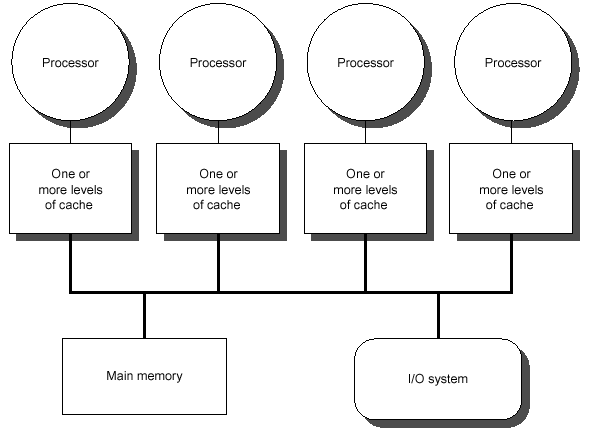 Processor
Processor
Processor
Processor
One or
more levels
of cache
One or
more levels
of cache
One or
more levels
of cache
One or
more levels
of cache
Main memory
I/O system